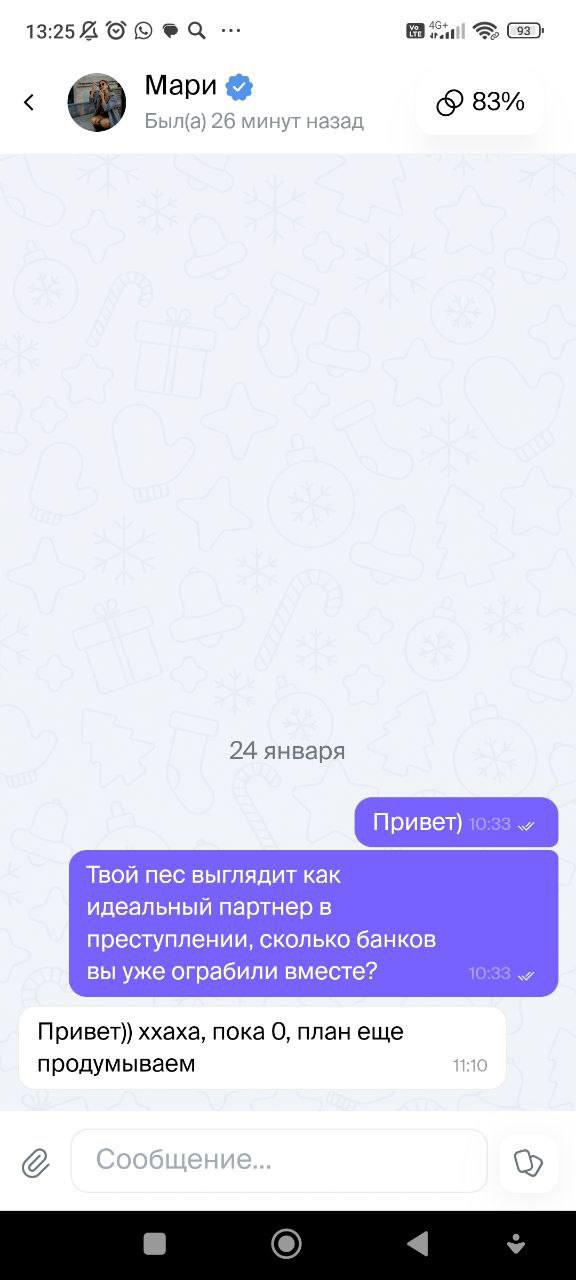 13:25 ··· Vo LTE 4G+ 93
Мари
Был(а) 26 минут назад
83%
24 января
Привет) 10:33
Твой пес выглядит как
идеальный партнер в
преступлении, сколько банков
вы уже ограбили вместе? 10:33
Привет)) ххаха, пока 0, план еще
продумываем 11:10
Сообщение...